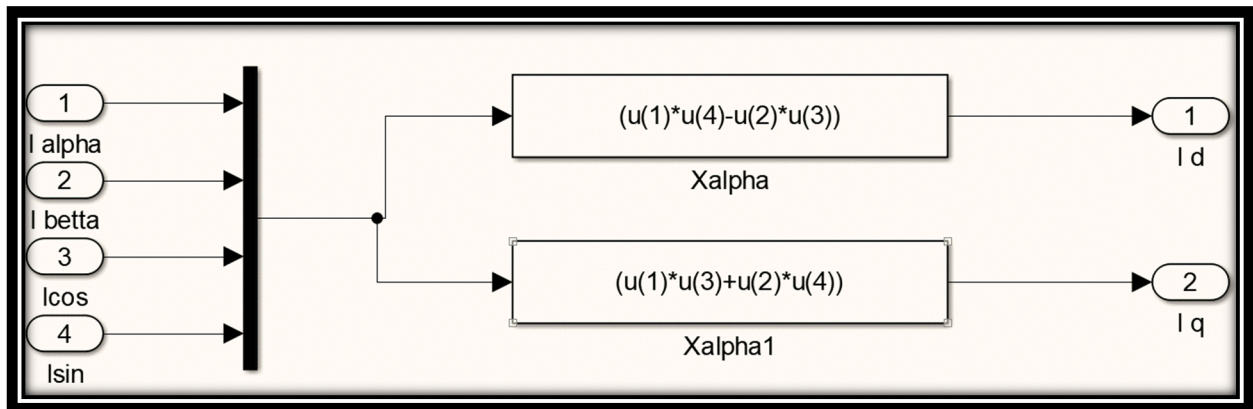 1
I alpha
2
I betta
3
Icos
4
Isin
(u(1)*u(4)-u(2)*u(3))
Xalpha
(u(1)*u(3)+u(2)*u(4))
Xalpha1
1
I d
2
I q